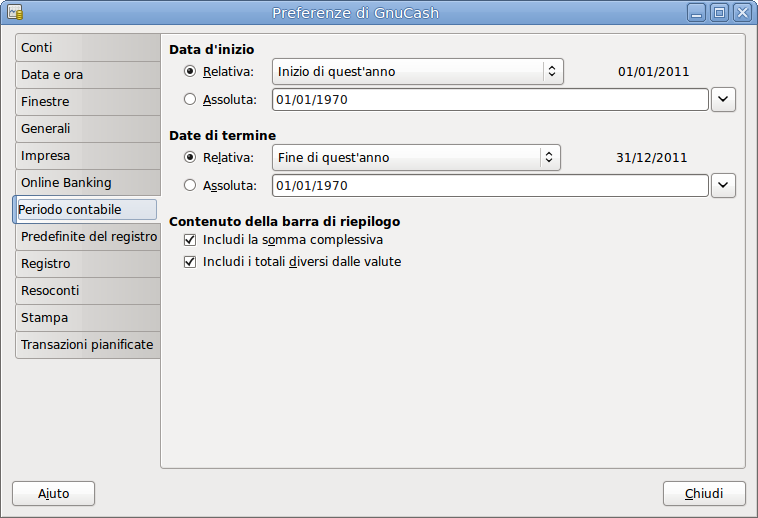 Preferenze di GnuCash
Conti
Data e ora
Finestre
Generali
Impresa
Online Banking
Periodo contabile
Predefinite del registro
Registro
Resoconti
Stampa
Transazioni pianificate
Data d'inizio
Relativa: Inizio di quest'anno 01/01/2011
Assoluta: 01/01/1970
Date di termine
Relativa: Fine di quest'anno 31/12/2011
Assoluta: 01/01/1970
Contenuto della barra di riepilogo
Includi la somma complessiva
Includi i totali diversi dalle valute
Aiuto
Chiudi